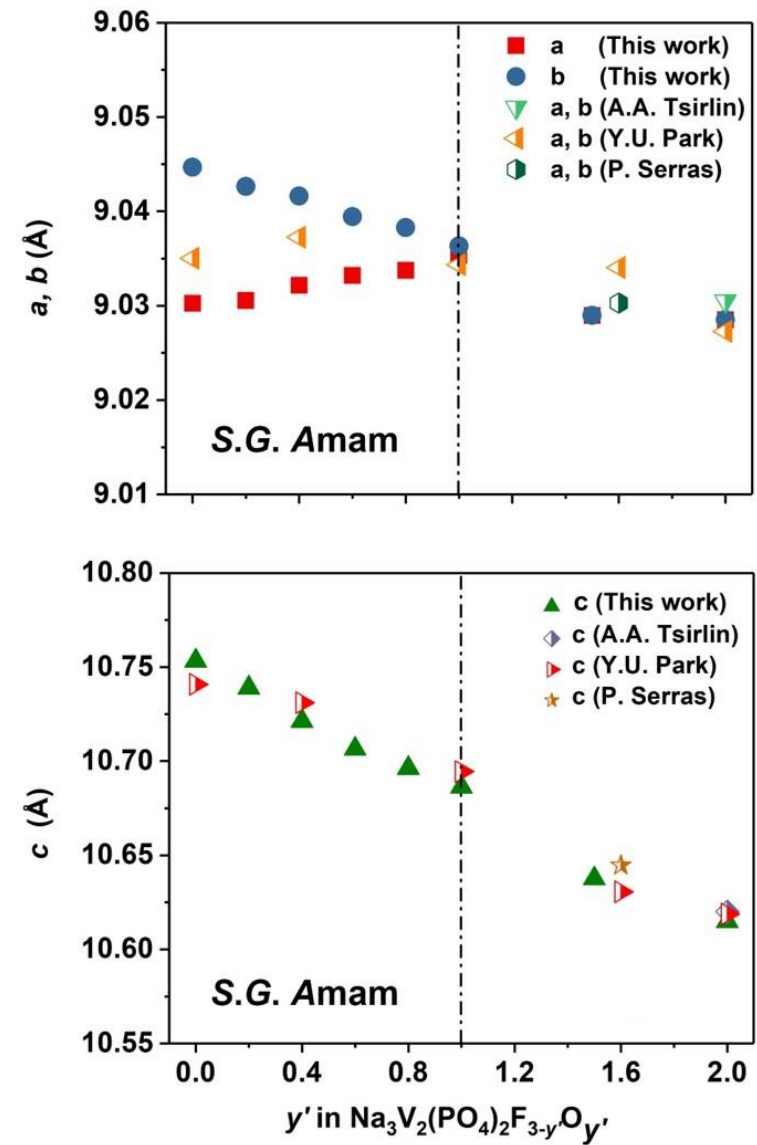 9.06
9.05
9.04
9.03
9.02
9.01
a, b (Å)
a (This work)
b (This work)
a, b (A.A. Tsirlin)
a, b (Y.U. Park)
a, b (P. Serras)
S.G. Amam
10.80
10.75
10.70
10.65
10.60
10.55
c (Å)
c (This work)
c (A.A. Tsirlin)
c (Y.U. Park)
c (P. Serras)
S.G. Amam
0.0 0.4 0.8 1.2 1.6 2.0
y' in Na₃V₂(PO₄)₂F₃₋y'Oy'